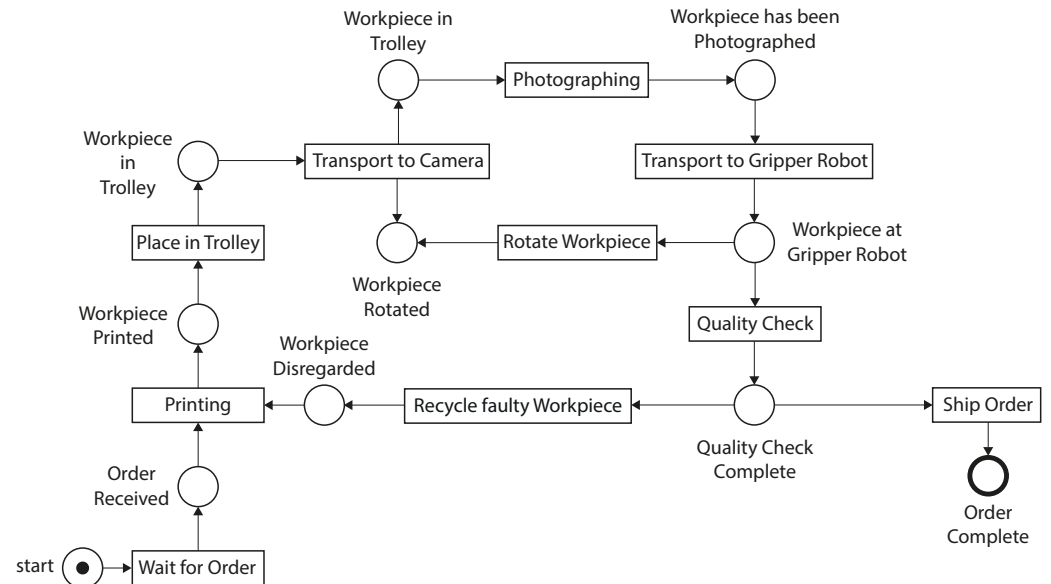 Workpiece in
Trolley
Workpiece has been
Photographed
Photographing
Workpiece
in
Trolley
Transport to Camera
Transport to Gripper Robot
Place in Trolley
Rotate Workpiece
Workpiece at
Gripper Robot
Workpiece
Rotated
Workpiece
Printed
Quality Check
Workpiece
Disregarded
Printing
Recycle faulty Workpiece
Ship Order
Quality Check
Complete
Order
Received
Order
Complete
start
Wait for Order